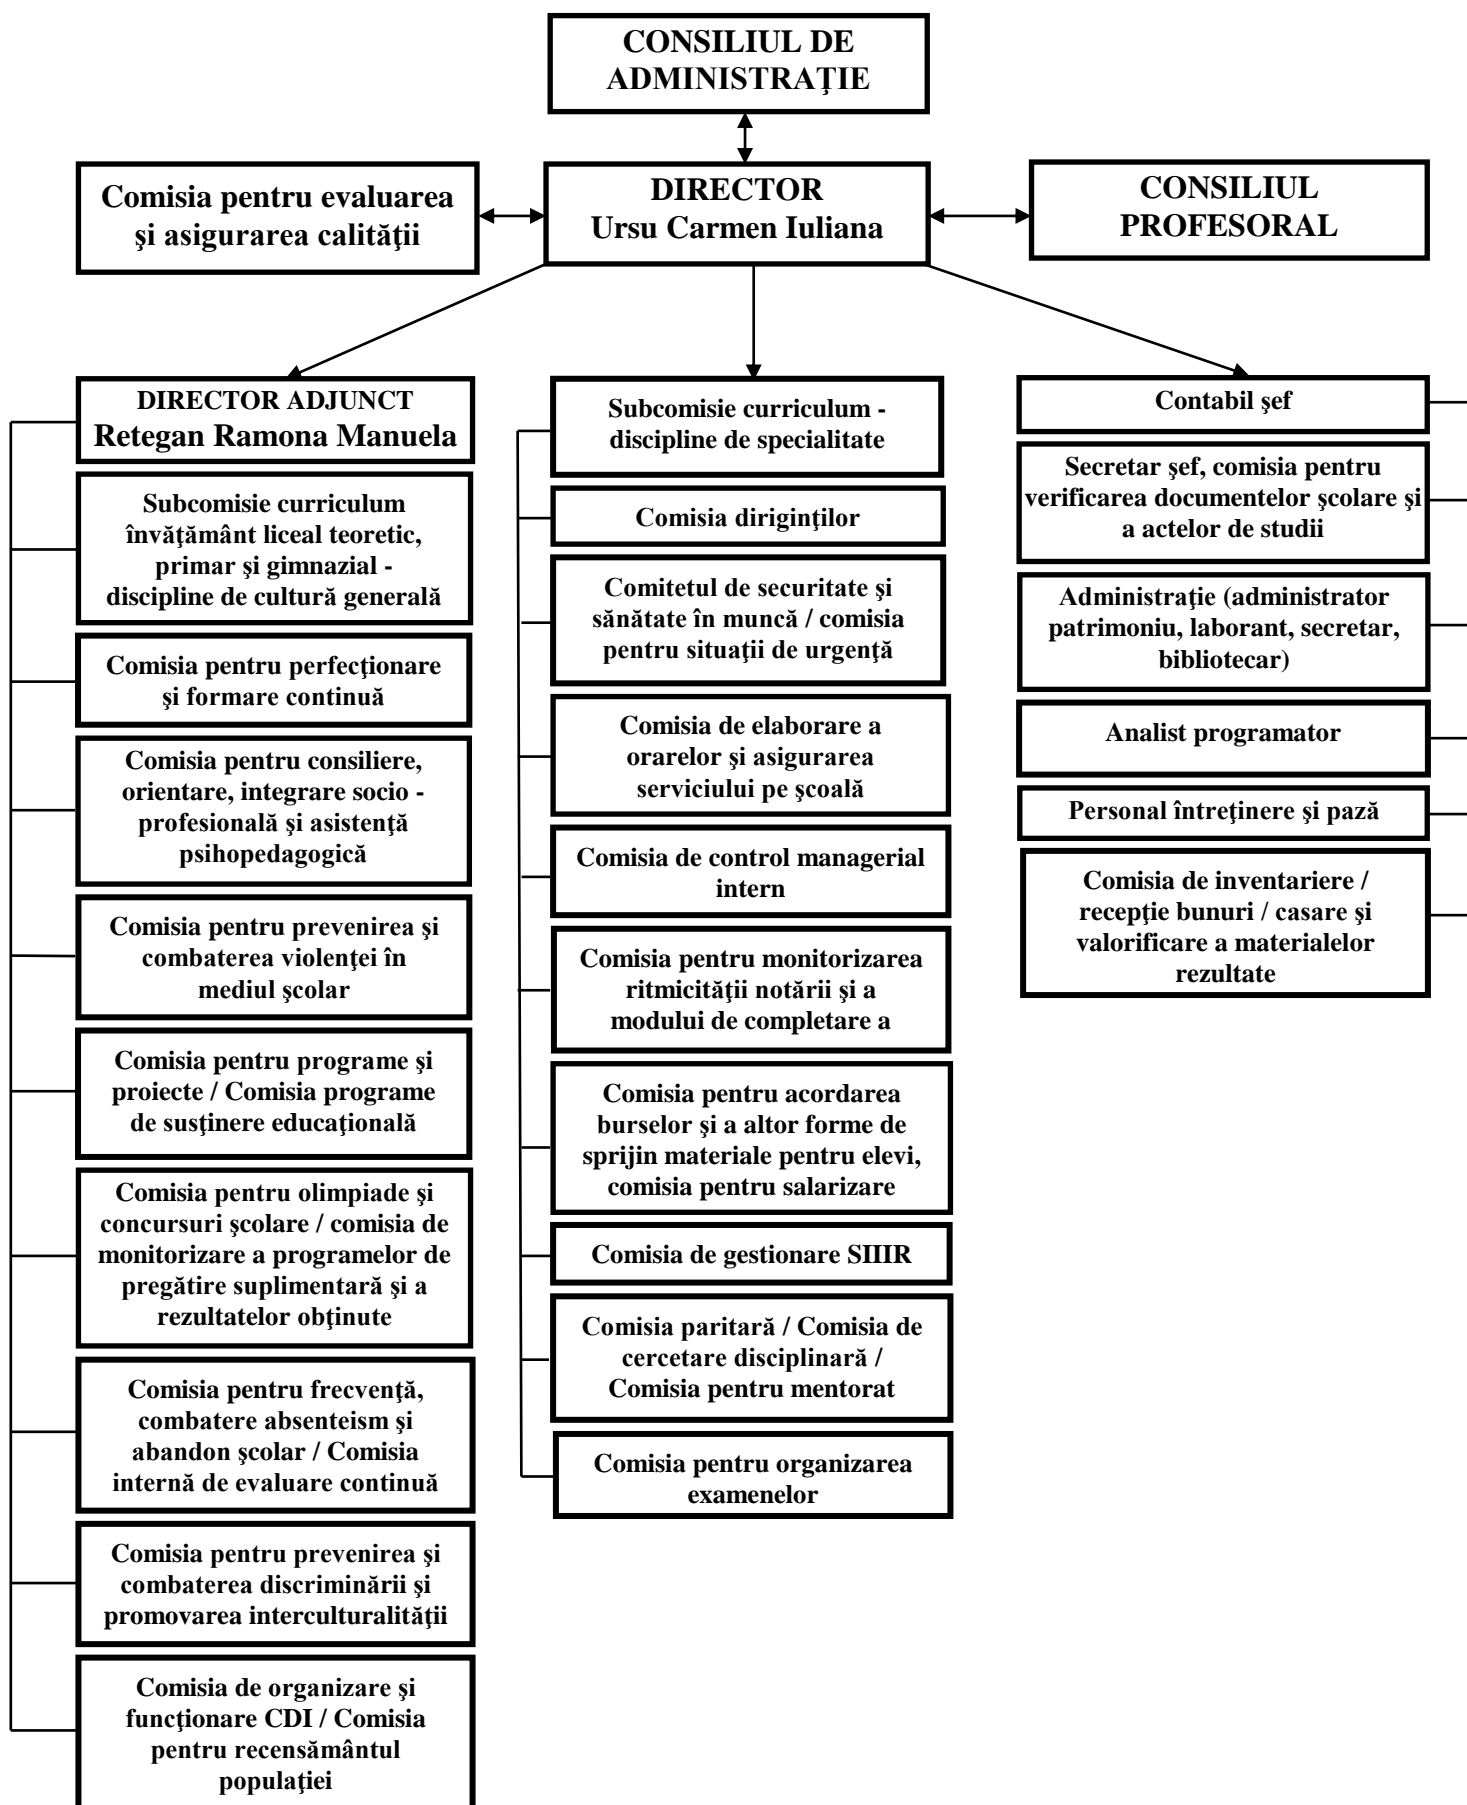 CONSILIUL DE
ADMINISTRAŢIE
Comisia pentru evaluarea
şi asigurarea calităţii
DIRECTOR
Ursu Carmen Iuliana
CONSILIUL
PROFESORAL
DIRECTOR ADJUNCT
Retegan Ramona Manuela
Subcomisie curriculum
învăţământ liceal teoretic,
primar şi gimnazial -
discipline de cultură generală
Comisia pentru perfecţionare
şi formare continuă
Comisia pentru consiliere,
orientare, integrare socio -
profesională şi asistenţă
psihopedagogică
Comisia pentru prevenirea şi
combaterea violenţei în
mediul şcolar
Comisia pentru programe şi
proiecte / Comisia programe
de susţinere educaţională
Comisia pentru olimpiade şi
concursuri şcolare / comisia de
monitorizare a programelor de
pregătire suplimentară şi a
rezultatelor obţinute
Comisia pentru frecvenţă,
combatere absenteism şi
abandon şcolar / Comisia
internă de evaluare continuă
Comisia pentru prevenirea şi
combaterea discriminării şi
promovarea interculturalităţii
Comisia de organizare şi
funcţionare CDI / Comisia
pentru recensământul
populaţiei
Subcomisie curriculum -
discipline de specialitate
Comisia diriginţilor
Comitetul de securitate şi
sănătate în muncă / comisia
pentru situaţii de urgenţă
Comisia de elaborare a
orarelor şi asigurarea
serviciului pe şcoală
Comisia de control managerial
intern
Comisia pentru monitorizarea
ritmicităţii notării şi a
modului de completare a
Comisia pentru acordarea
burselor şi a altor forme de
sprijin materiale pentru elevi,
comisia pentru salarizare
Comisia de gestionare SIIIR
Comisia paritară / Comisia de
cercetare disciplinară /
Comisia pentru mentorat
Comisia pentru organizarea
examenelor
Contabil şef
Secretar şef, comisia pentru
verificarea documentelor şcolare şi
a actelor de studii
Administraţie (administrator
patrimoniu, laborant, secretar,
bibliotecar)
Analist programator
Personal întreţinere şi pază
Comisia de inventariere /
recepţie bunuri / casare şi
valorificare a materialelor
rezultate